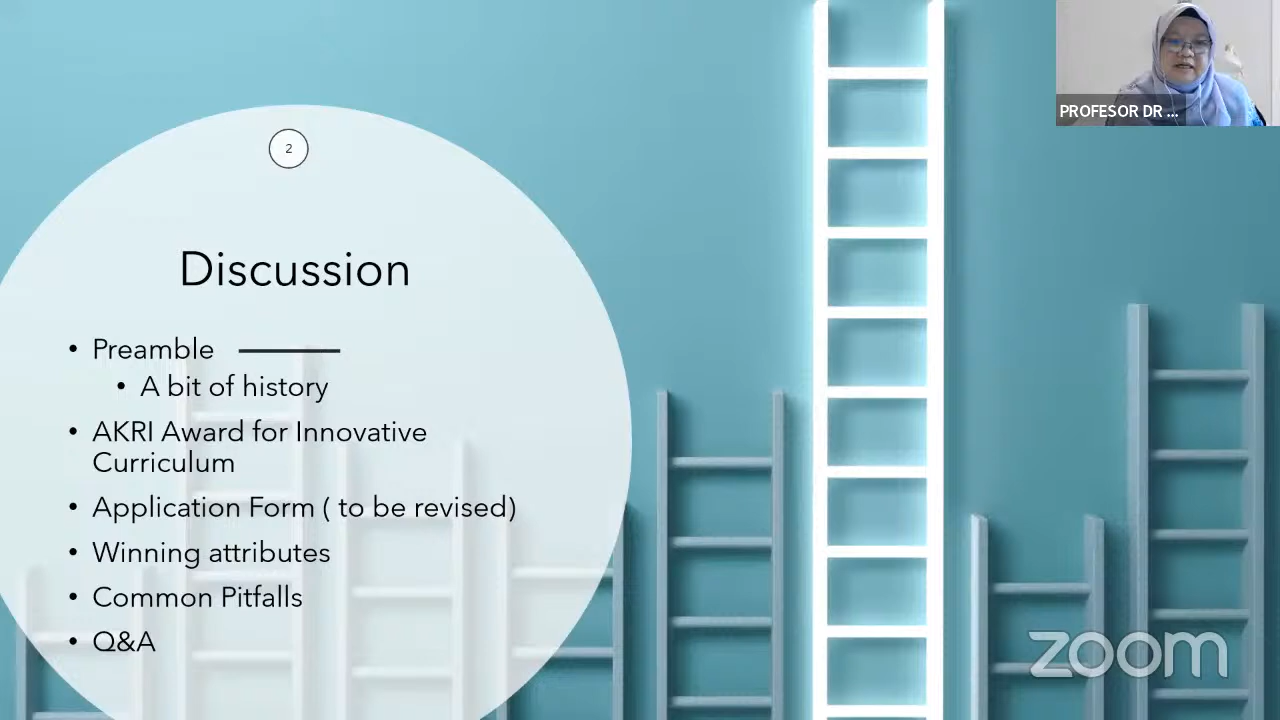 PROFESOR DR ...
2
Discussion
• Preamble
• A bit of history
• AKRI Award for Innovative
Curriculum
• Application Form ( to be revised)
• Winning attributes
• Common Pitfalls
• Q&A
zoom